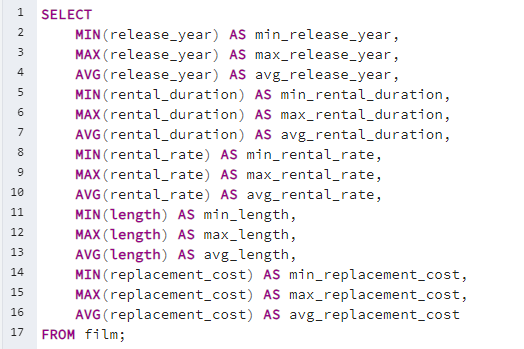 1 SELECT
2 MIN(release_year) AS min_release_year,
3 MAX(release_year) AS max_release_year,
4 AVG(release_year) AS avg_release_year,
5 MIN(rental_duration) AS min_rental_duration,
6 MAX(rental_duration) AS max_rental_duration,
7 AVG(rental_duration) AS avg_rental_duration,
8 MIN(rental_rate) AS min_rental_rate,
9 MAX(rental_rate) AS max_rental_rate,
10 AVG(rental_rate) AS avg_rental_rate,
11 MIN(length) AS min_length,
12 MAX(length) AS max_length,
13 AVG(length) AS avg_length,
14 MIN(replacement_cost) AS min_replacement_cost,
15 MAX(replacement_cost) AS max_replacement_cost,
16 AVG(replacement_cost) AS avg_replacement_cost
17 FROM film;